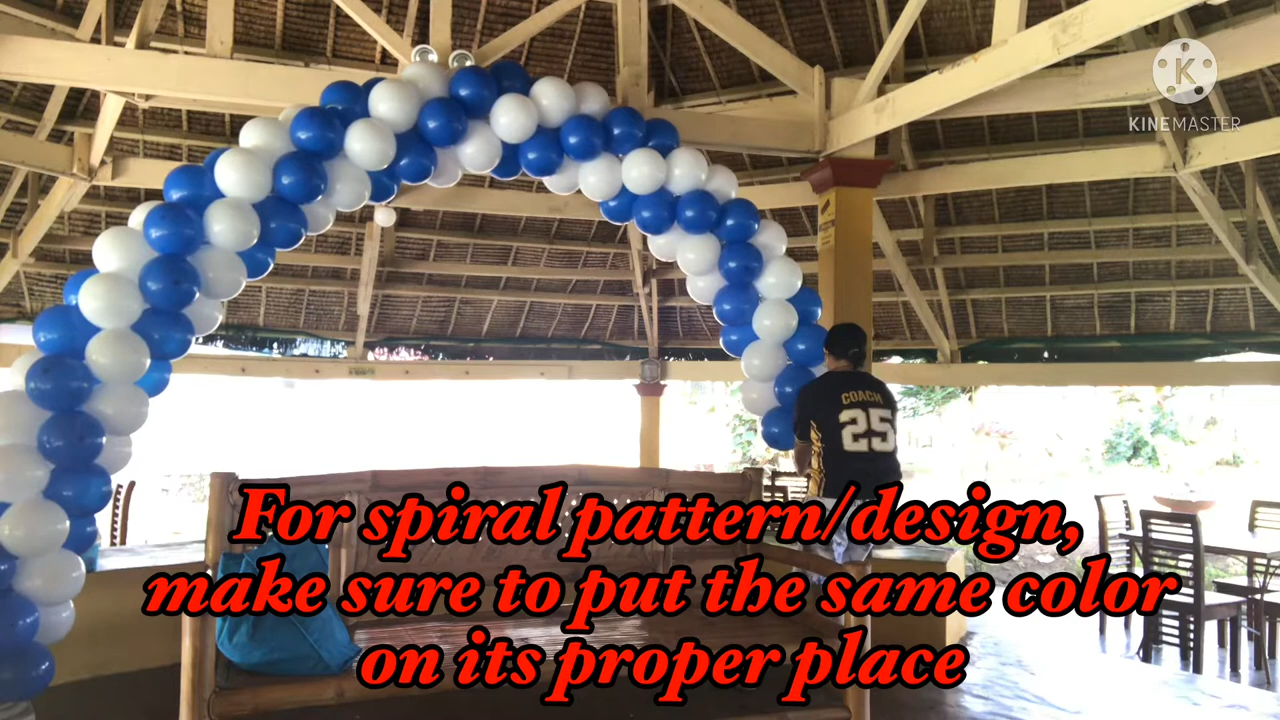 KINEMASTER
COACH
25
For spiral pattern/design,
make sure to put the same color
on its proper place